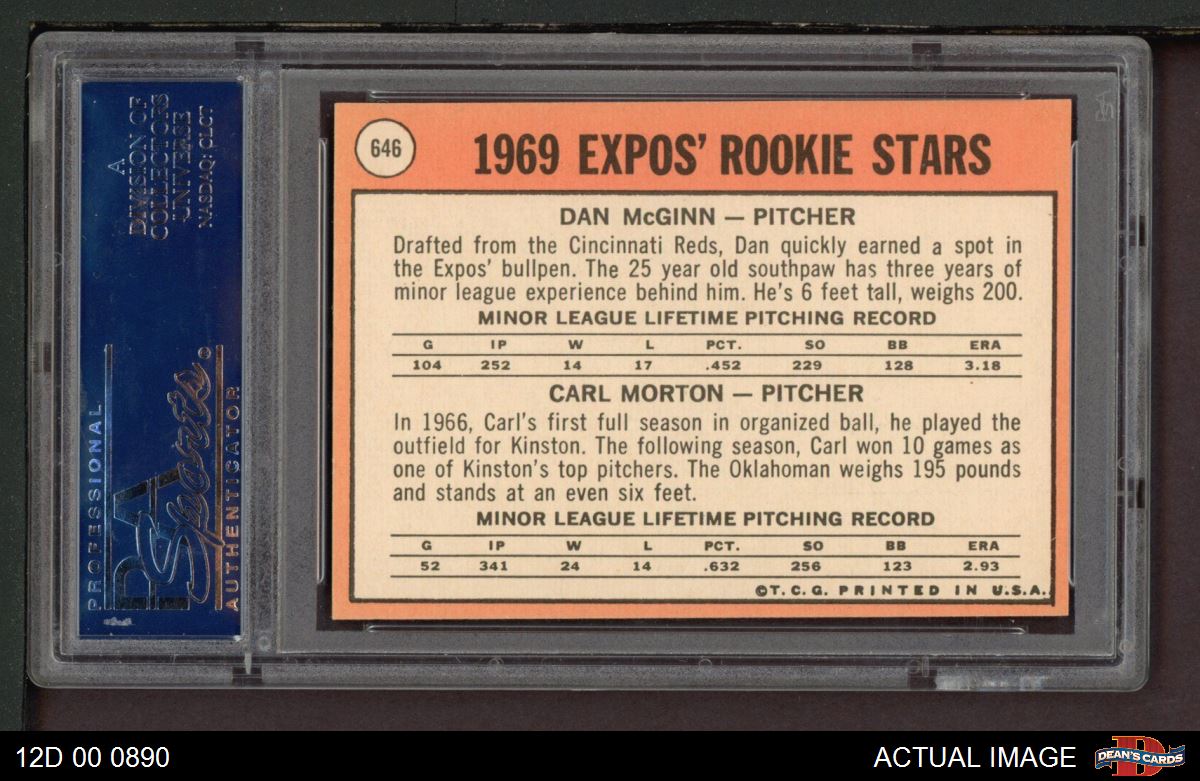 A
DIVISION OF
COLLECTORS
UNIVERSE
NASDAQ: CLCT
PROFESSIONAL
PSA
Sports®
AUTHENTICATOR
646
1969 EXPOS' ROOKIE STARS
DAN McGINN — PITCHER
Drafted from the Cincinnati Reds, Dan quickly earned a spot in
the Expos' bullpen. The 25 year old southpaw has three years of
minor league experience behind him. He's 6 feet tall, weighs 200.
MINOR LEAGUE LIFETIME PITCHING RECORD
G IP W L PCT. SO BB ERA
104 252 14 17 .452 229 128 3.18
CARL MORTON — PITCHER
In 1966, Carl's first full season in organized ball, he played the
outfield for Kinston. The following season, Carl won 10 games as
one of Kinston's top pitchers. The Oklahoman weighs 195 pounds
and stands at an even six feet.
MINOR LEAGUE LIFETIME PITCHING RECORD
G IP W L PCT. SO BB ERA
52 341 24 14 .632 256 123 2.93
©T.C.G. PRINTED IN U.S.A.
12D 00 0890
ACTUAL IMAGE
D
DEAN'S CARDS